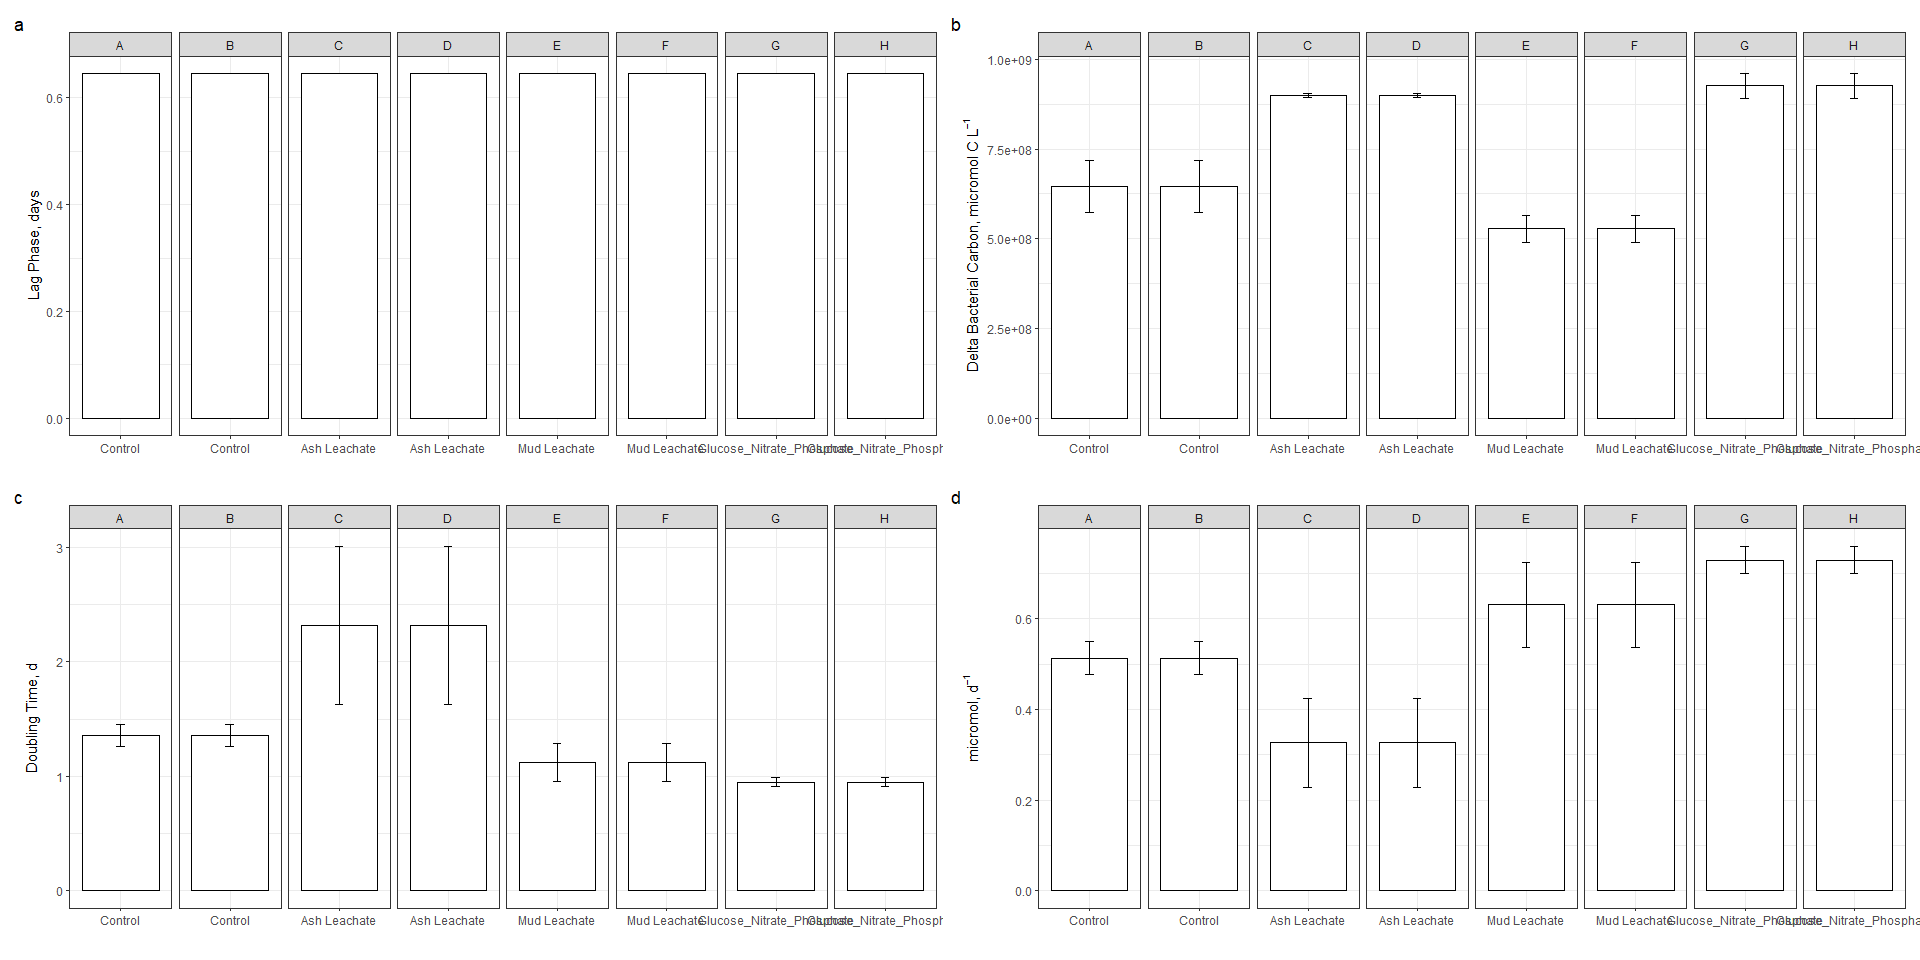 a
A B C D E F G H
Lag Phase, days
0.6
0.4
0.2
0.0
Control Control Ash Leachate Ash Leachate Mud Leachate Mud Leachate Glucose_Nitrate_Phosphate Glucose_Nitrate_Phosph
b
A B C D E F G H
Delta Bacterial Carbon, micromol C L⁻¹
1.0e+09
7.5e+08
5.0e+08
2.5e+08
0.0e+00
Control Control Ash Leachate Ash Leachate Mud Leachate Mud Leachate Glucose_Nitrate_Phosphate Glucose_Nitrate_Phospha
c
A B C D E F G H
Doubling Time, d
3
2
1
0
Control Control Ash Leachate Ash Leachate Mud Leachate Mud Leachate Glucose_Nitrate_Phosphate Glucose_Nitrate_Phosph
d
A B C D E F G H
micromol, d⁻¹
0.6
0.4
0.2
0.0
Control Control Ash Leachate Ash Leachate Mud Leachate Mud Leachate Glucose_Nitrate_Phosphate Glucose_Nitrate_Phospha